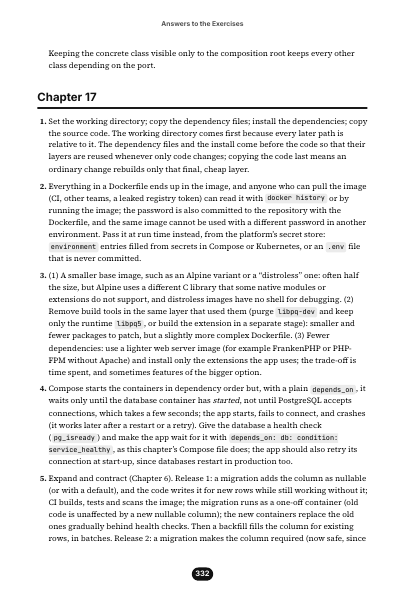 Answers to the Exercises
Keeping the concrete class visible only to the composition root keeps every other
class depending on the port.
Chapter 17
1. Set the working directory; copy the dependency files; install the dependencies; copy
the source code. The working directory comes first because every later path is
relative to it. The dependency files and the install come before the code so that their
layers are reused whenever only code changes; copying the code last means an
ordinary change rebuilds only that final, cheap layer.
2. Everything in a Dockerfile ends up in the image, and anyone who can pull the image
(CI, other teams, a leaked registry token) can read it with docker history or by
running the image; the password is also committed to the repository with the
Dockerfile, and the same image cannot be used with a different password in another
environment. Pass it at run time instead, from the platform's secret store:
environment entries filled from secrets in Compose or Kubernetes, or an .env file
that is never committed.
3. (1) A smaller base image, such as an Alpine variant or a “distroless” one: often half
the size, but Alpine uses a different C library that some native modules or
extensions do not support, and distroless images have no shell for debugging. (2)
Remove build tools in the same layer that used them (purge libpq-dev and keep
only the runtime libpq5, or build the extension in a separate stage): smaller and
fewer packages to patch, but a slightly more complex Dockerfile. (3) Fewer
dependencies: use a lighter web server image (for example FrankenPHP or PHP-
FPM without Apache) and install only the extensions the app uses; the trade-off is
time spent, and sometimes features of the bigger option.
4. Compose starts the containers in dependency order but, with a plain depends_on, it
waits only until the database container has started, not until PostgreSQL accepts
connections, which takes a few seconds; the app starts, fails to connect, and crashes
(it works later after a restart or a retry). Give the database a health check
(pg_isready) and make the app wait for it with depends_on: db: condition:
service_healthy, as this chapter's Compose file does; the app should also retry its
connection at start-up, since databases restart in production too.
5. Expand and contract (Chapter 6). Release 1: a migration adds the column as nullable
(or with a default), and the code writes it for new rows while still working without it;
CI builds, tests and scans the image; the migration runs as a one-off container (old
code is unaffected by a new nullable column); the new containers replace the old
ones gradually behind health checks. Then a backfill fills the column for existing
rows, in batches. Release 2: a migration makes the column required (now safe, since
332